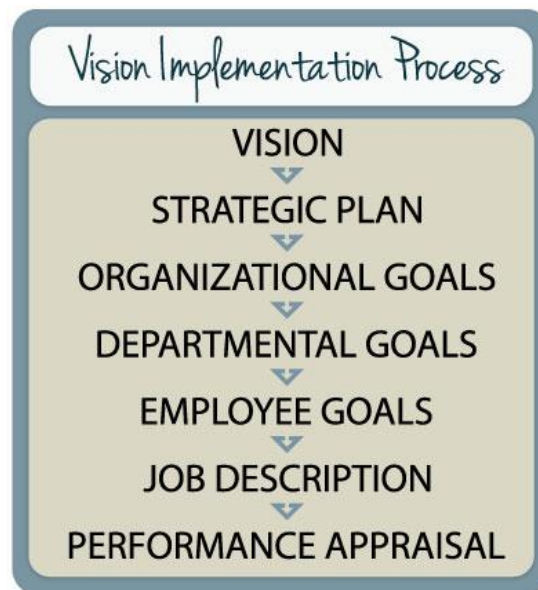 Vision Implementation Process
VISION
STRATEGIC PLAN
ORGANIZATIONAL GOALS
DEPARTMENTAL GOALS
EMPLOYEE GOALS
JOB DESCRIPTION
PERFORMANCE APPRAISAL